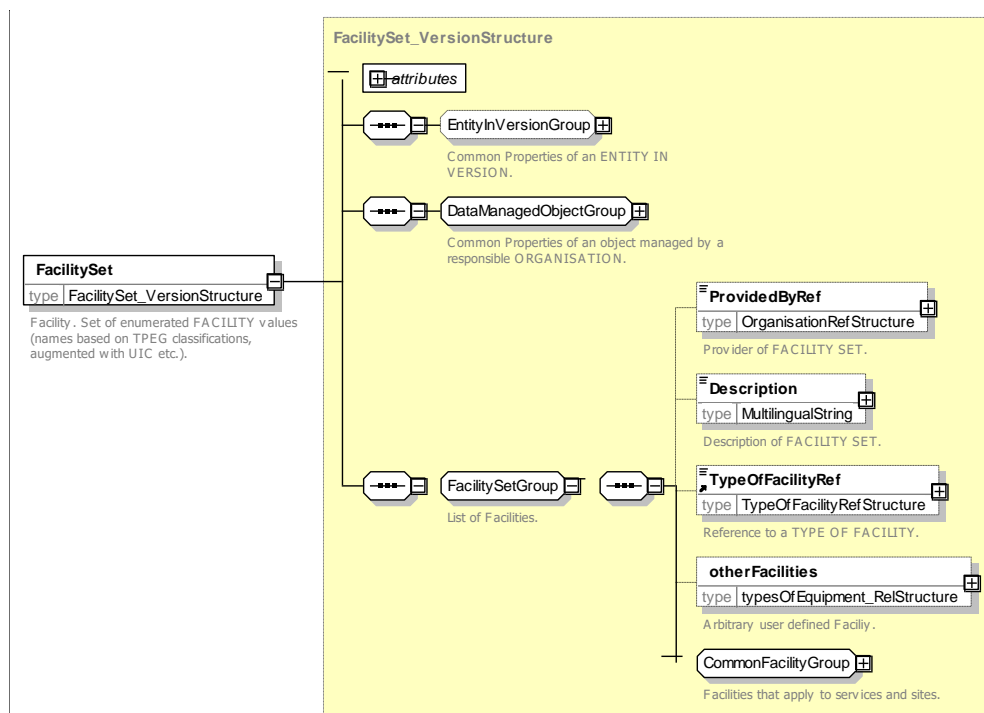 FacilitySet_VersionStructure
attributes
EntityInVersionGroup
Common Properties of an ENTITY IN
VERSION.
DataManagedObjectGroup
Common Properties of an object managed by a
responsible ORGANISATION.
FacilitySet
type FacilitySet_VersionStructure
Facility. Set of enumerated FACILITY values
(names based on TPEG classifications,
augmented with UIC etc.).
ProvidedByRef
type OrganisationRefStructure
Provider of FACILITY SET.
Description
type MultilingualString
Description of FACILITY SET.
FacilitySetGroup
List of Facilities.
TypeOfFacilityRef
type TypeOfFacilityRefStructure
Reference to a TYPE OF FACILITY.
otherFacilities
type typesOfEquipment_RelStructure
Arbitrary user defined Faciliy.
CommonFacilityGroup
Facilities that apply to services and sites.